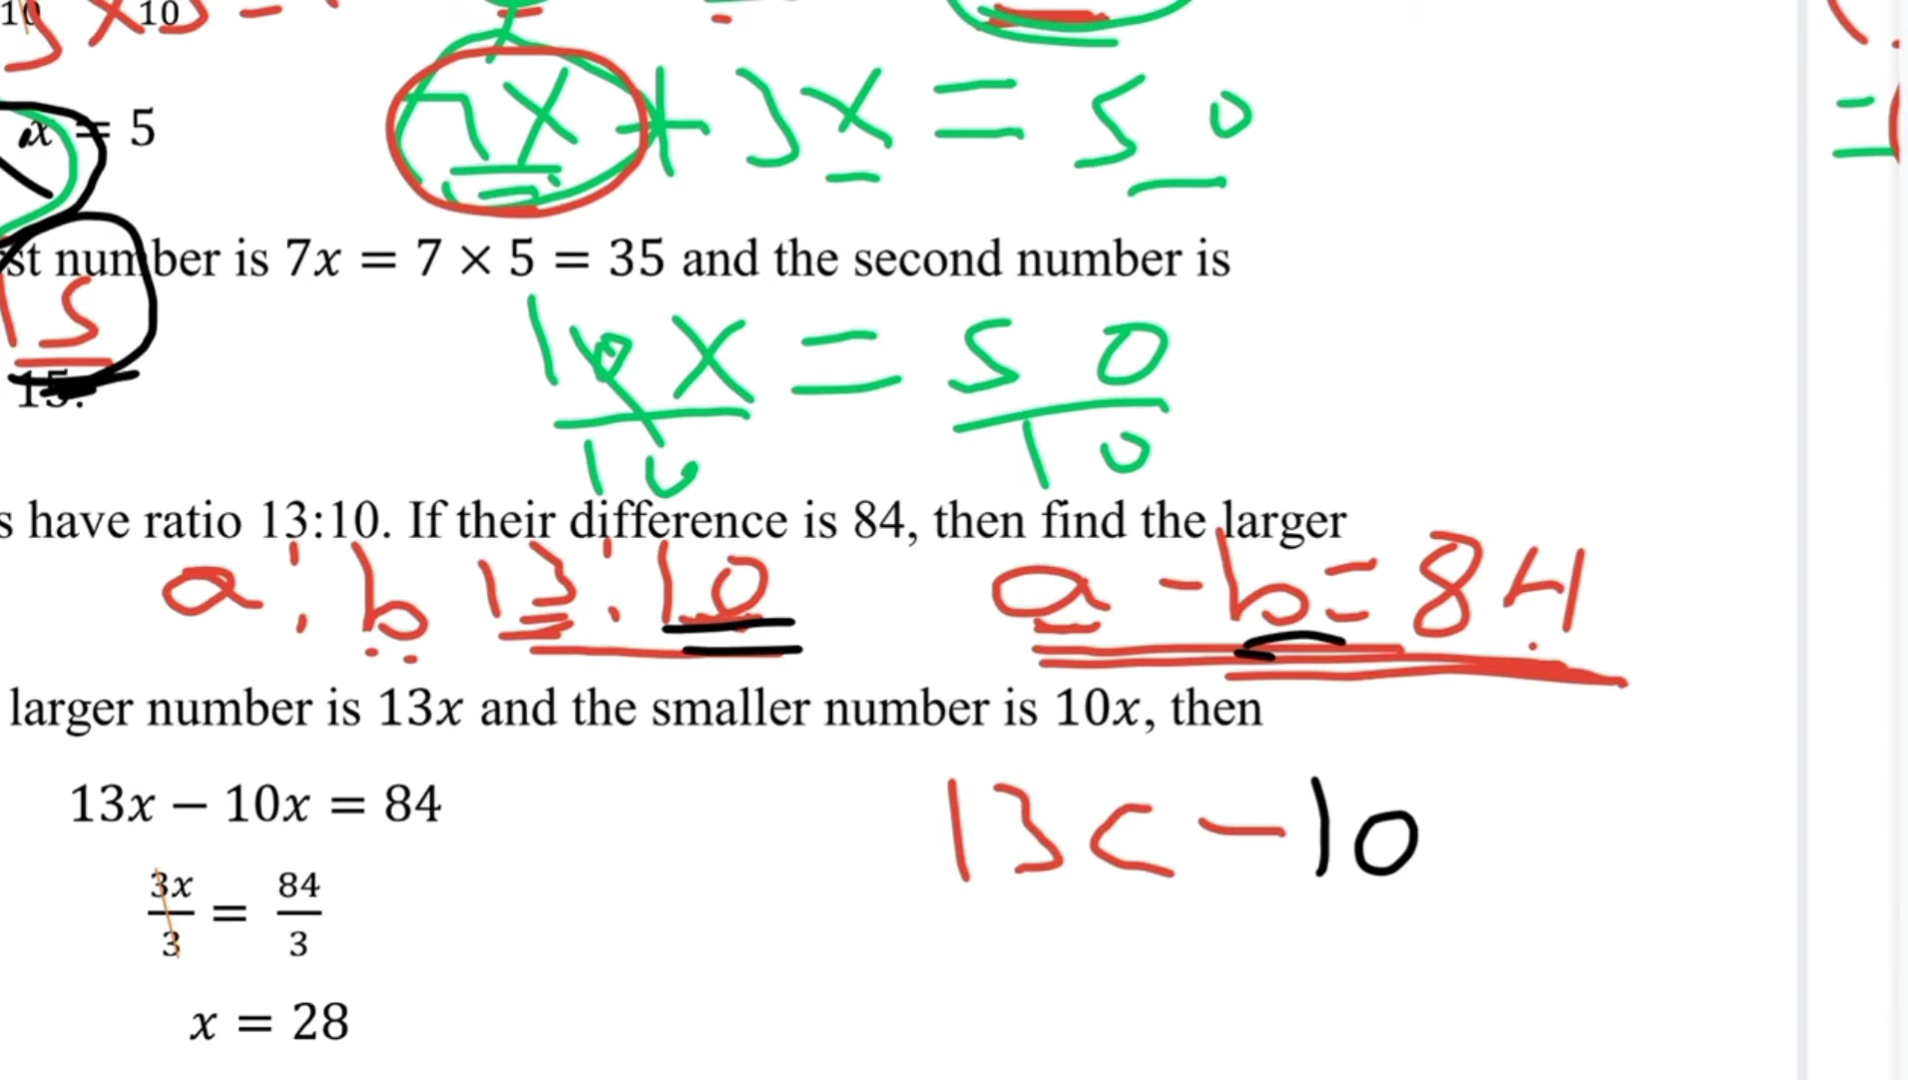 10 10
x = 5
7x + 3x = 50
st number is 7x = 7 × 5 = 35 and the second number is
15
15.
10x = 50
10 10
s have ratio 13:10. If their difference is 84, then find the larger
a : b 13 : 10 a - b = 84
larger number is 13x and the smaller number is 10x, then
13x − 10x = 84
13c - 10
3x/3 = 84/3
x = 28